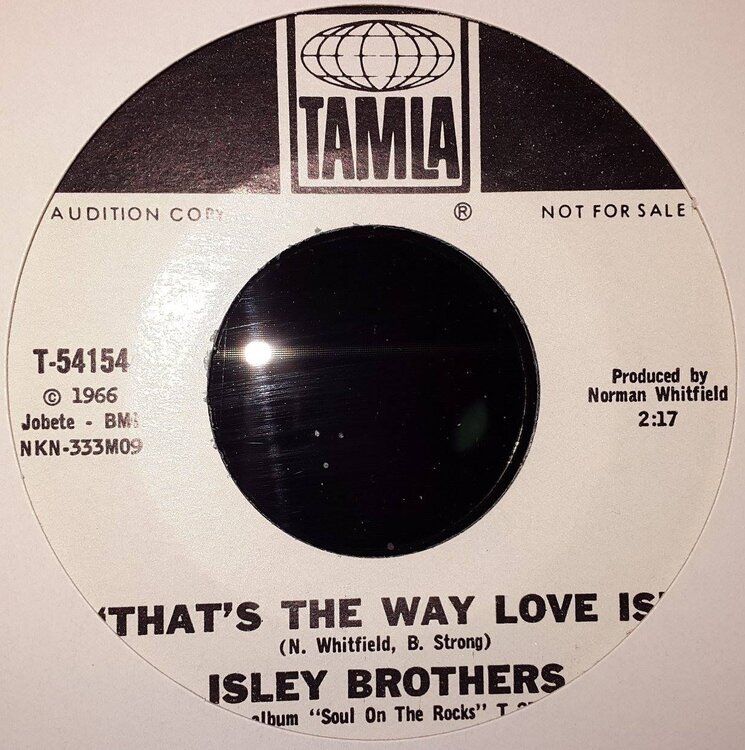 TAMLA
AUDITION COPY ® NOT FOR SALE
T-54154
© 1966
Jobete - BMI
NKN-333M09
Produced by
Norman Whitfield
2:17
"THAT'S THE WAY LOVE IS"
(N. Whitfield, B. Strong)
ISLEY BROTHERS
album "Soul On The Rocks" T